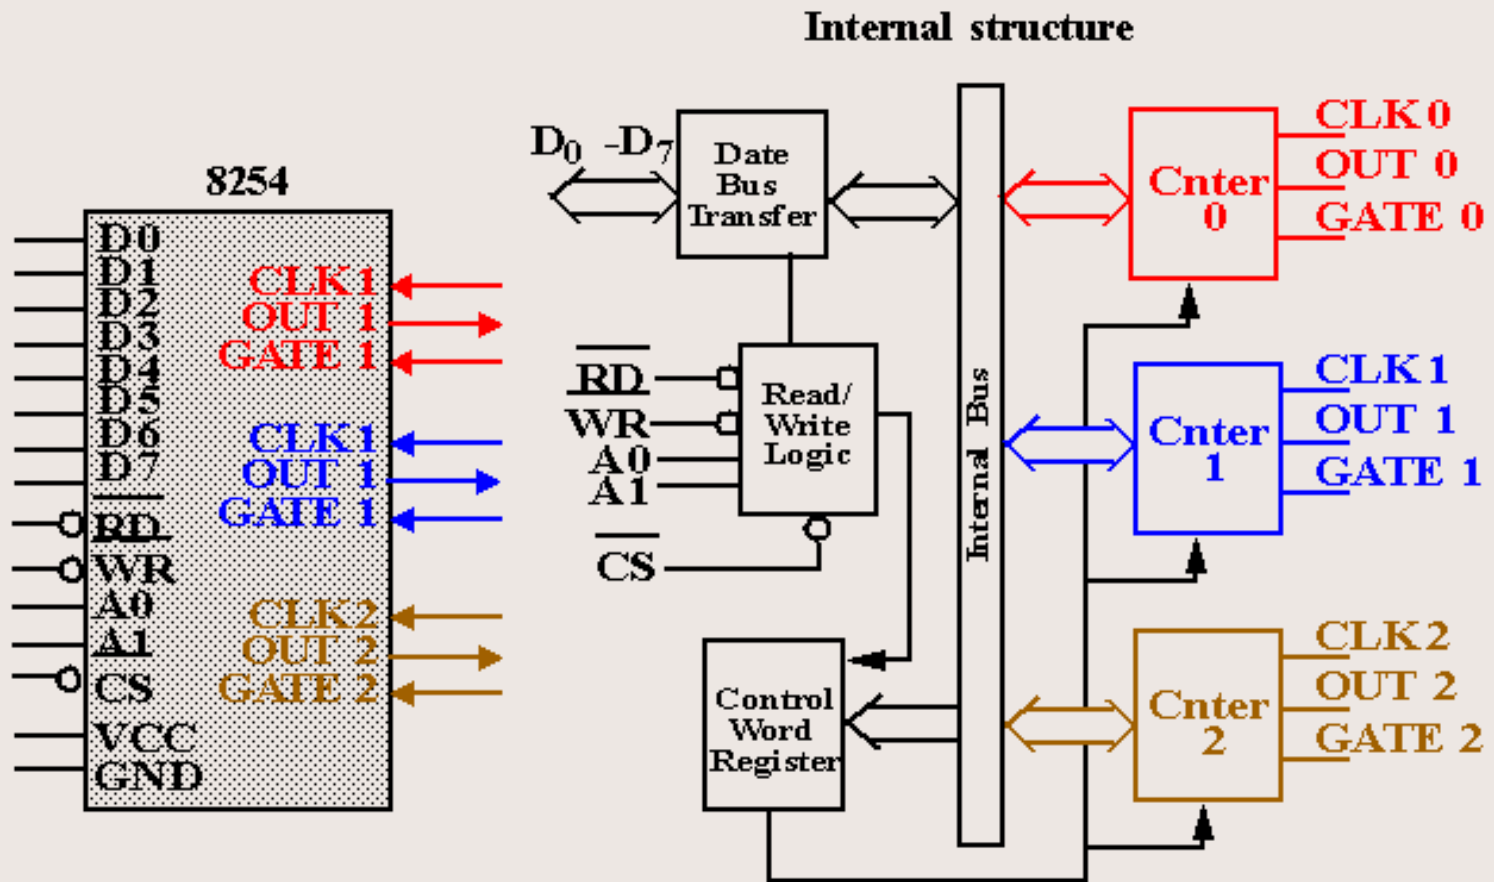 Internal structure
8254
D0
D1
D2
D3
D4
D5
D6
D7
RD
WR
A0
A1
CS
VCC
GND
CLK1
OUT 1
GATE 1
CLK1
OUT 1
GATE 1
CLK2
OUT 2
GATE 2
D0 -D7
Date
Bus
Transfer
RD
WR
A0
A1
CS
Read/
Write
Logic
Control
Word
Register
Internal Bus
Cnter
0
CLK0
OUT 0
GATE 0
Cnter
1
CLK1
OUT 1
GATE 1
Cnter
2
CLK2
OUT 2
GATE 2